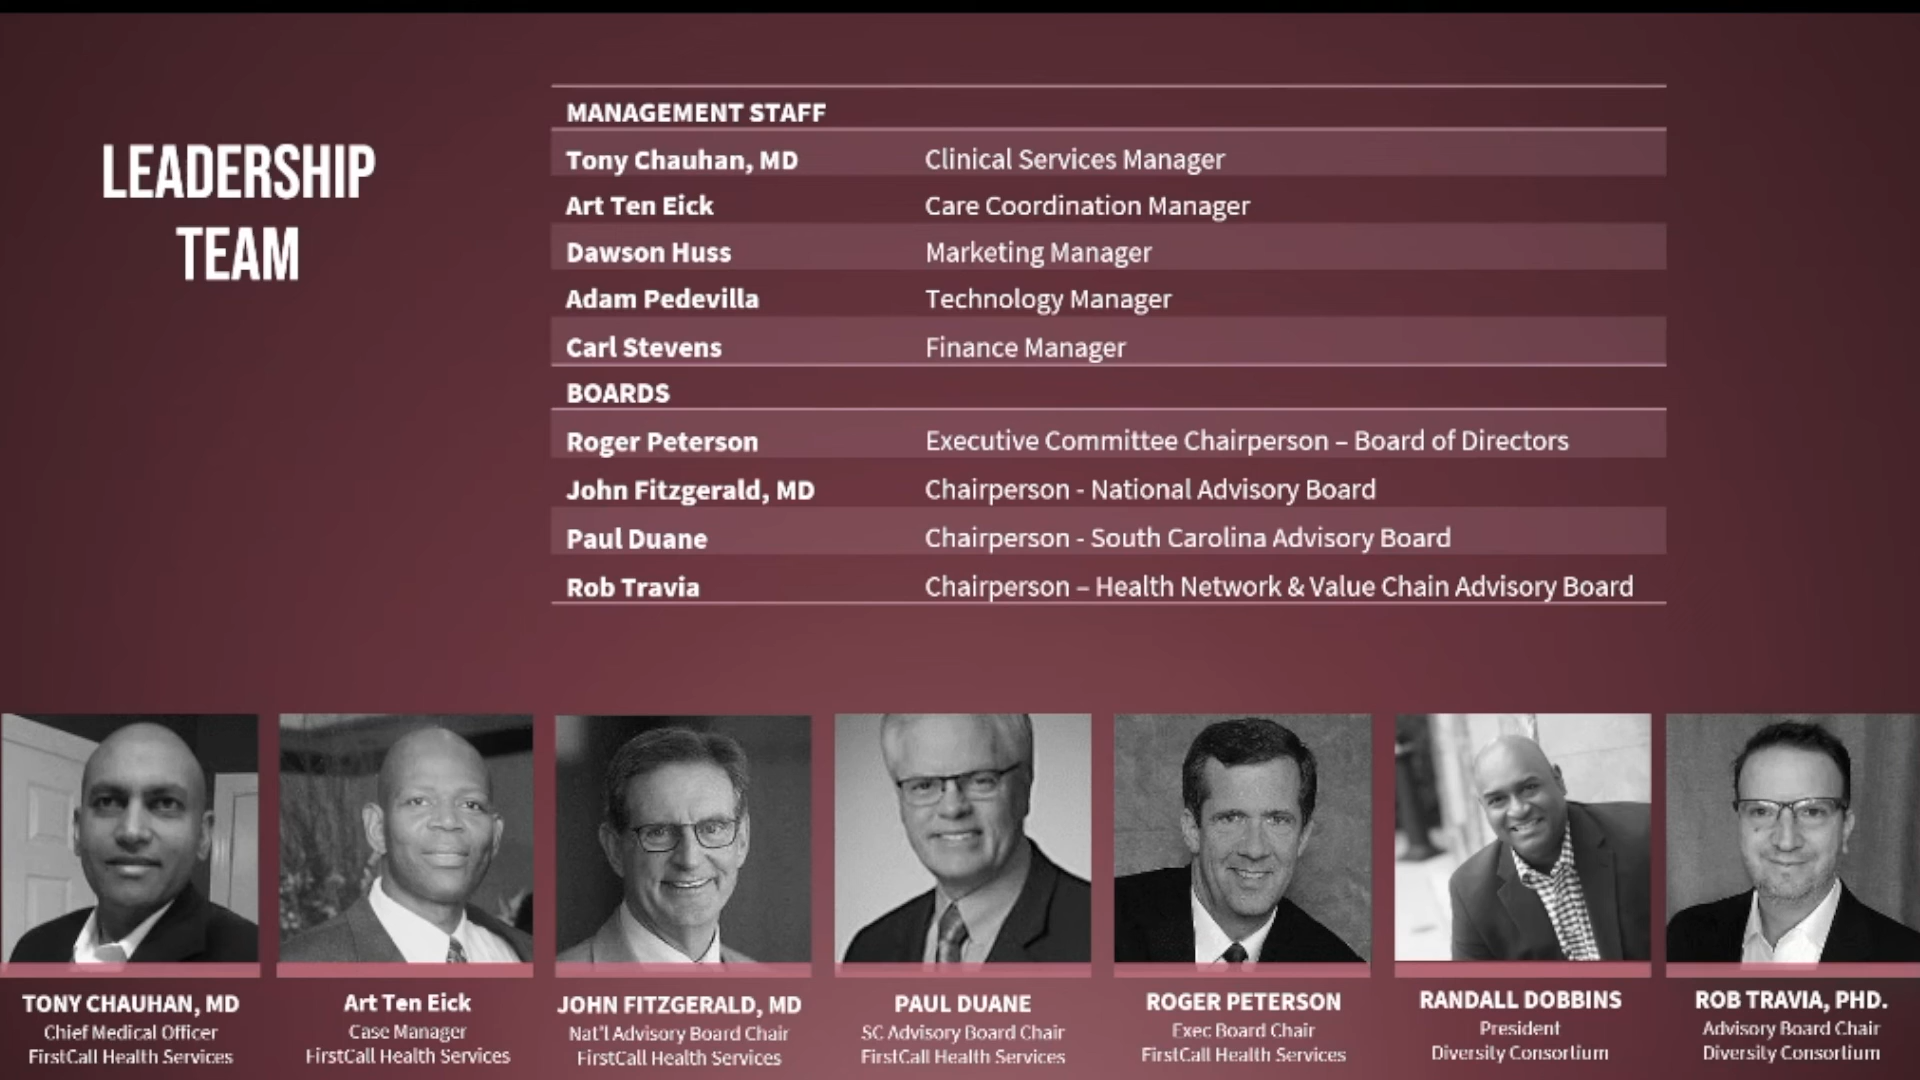 LEADERSHIP
TEAM
MANAGEMENT STAFF
Tony Chauhan, MD Clinical Services Manager
Art Ten Eick Care Coordination Manager
Dawson Huss Marketing Manager
Adam Pedevilla Technology Manager
Carl Stevens Finance Manager
BOARDS
Roger Peterson Executive Committee Chairperson – Board of Directors
John Fitzgerald, MD Chairperson - National Advisory Board
Paul Duane Chairperson - South Carolina Advisory Board
Rob Travia Chairperson – Health Network & Value Chain Advisory Board
TONY CHAUHAN, MD
Chief Medical Officer
FirstCall Health Services
Art Ten Eick
Case Manager
FirstCall Health Services
JOHN FITZGERALD, MD
Nat'l Advisory Board Chair
FirstCall Health Services
PAUL DUANE
SC Advisory Board Chair
FirstCall Health Services
ROGER PETERSON
Exec Board Chair
FirstCall Health Services
RANDALL DOBBINS
President
Diversity Consortium
ROB TRAVIA, PHD.
Advisory Board Chair
Diversity Consortium